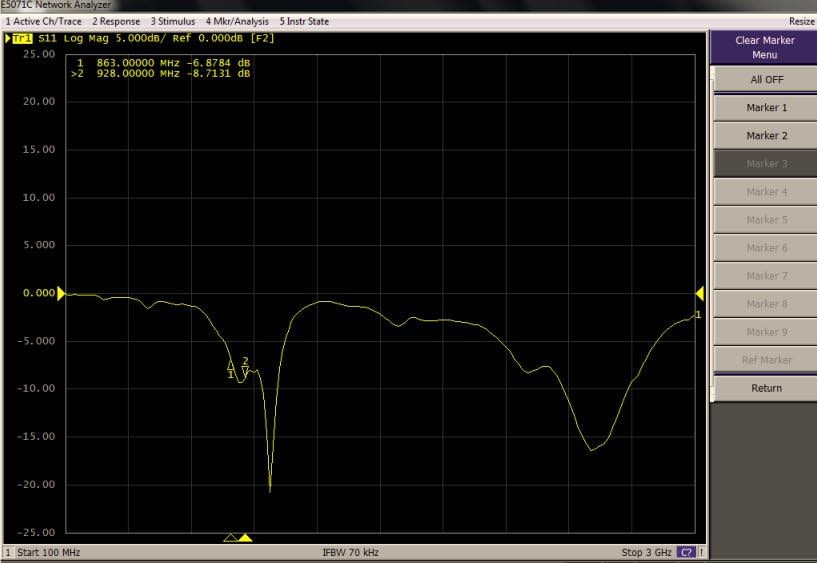 E5071C Network Analyzer
1 Active Ch/Trace 2 Response 3 Stimulus 4 Mkr/Analysis 5 Instr State Resize
Tr1 S11 Log Mag 5.000dB/ Ref 0.000dB [F2]
1 863.00000 MHz -6.8784 dB
>2 928.00000 MHz -8.7131 dB
25.00
20.00
15.00
10.00
5.000
0.000
-5.000
-10.00
-15.00
-20.00
-25.00
1
2
1
1 Start 100 MHz IFBW 70 kHz Stop 3 GHz C? !
Clear Marker
Menu
All OFF
Marker 1
Marker 2
Marker 3
Marker 4
Marker 5
Marker 6
Marker 7
Marker 8
Marker 9
Ref Marker
Return